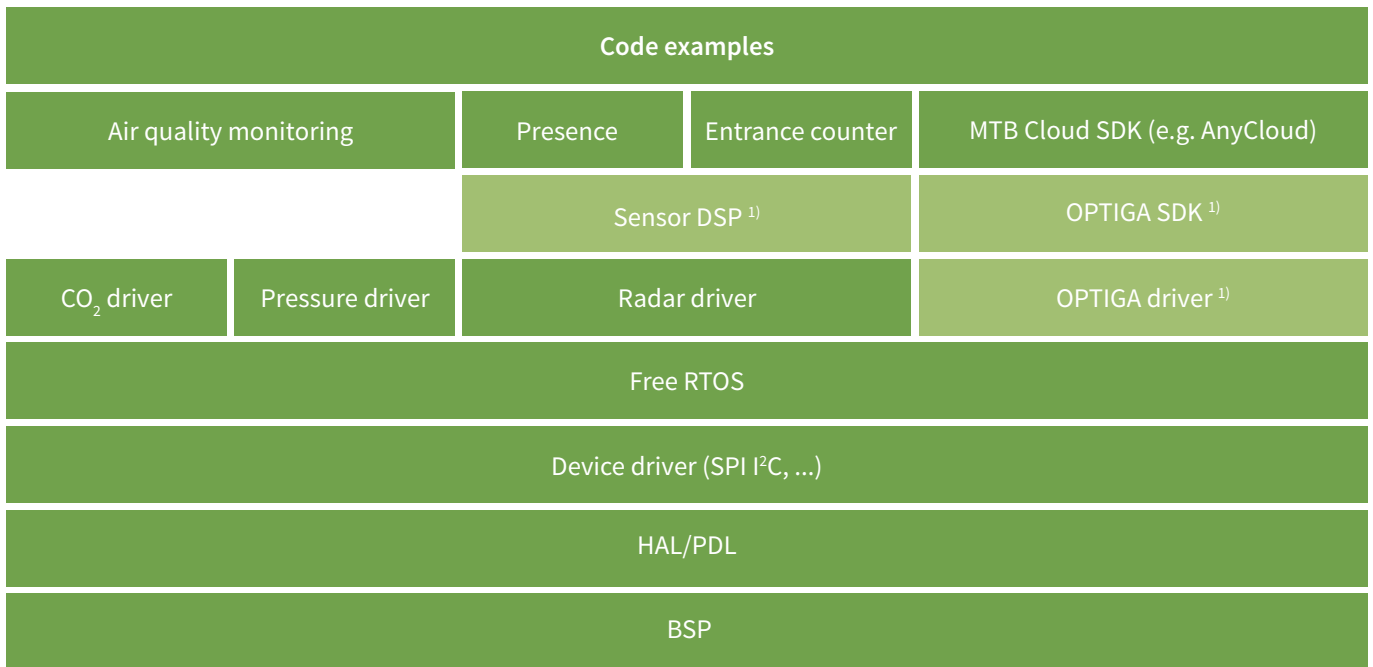 Code examples
Air quality monitoring
Presence
Entrance counter
MTB Cloud SDK (e.g. AnyCloud)
Sensor DSP ¹⁾
OPTIGA SDK ¹⁾
CO₂ driver
Pressure driver
Radar driver
OPTIGA driver ¹⁾
Free RTOS
Device driver (SPI I²C, ...)
HAL/PDL
BSP